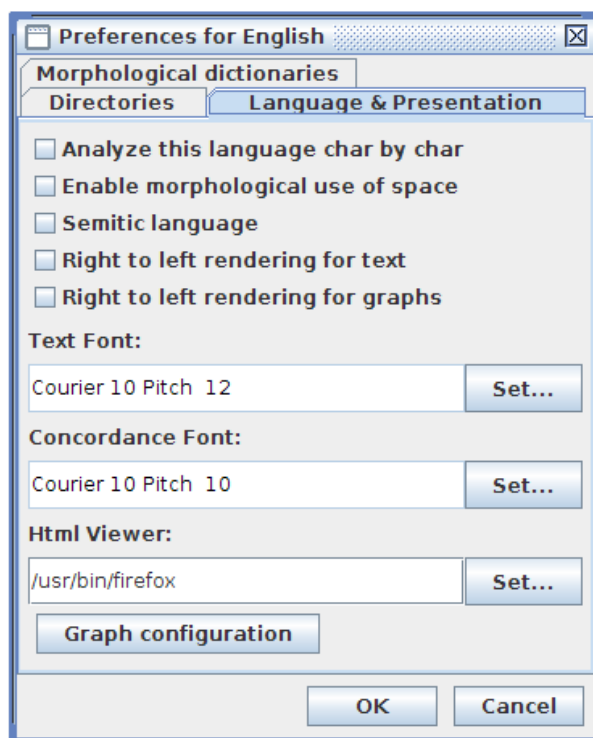 Preferences for English
Morphological dictionaries
Directories Language & Presentation
Analyze this language char by char
Enable morphological use of space
Semitic language
Right to left rendering for text
Right to left rendering for graphs
Text Font:
Courier 10 Pitch  12 Set...
Concordance Font:
Courier 10 Pitch  10 Set...
Html Viewer:
/usr/bin/firefox Set...
Graph configuration
OK Cancel